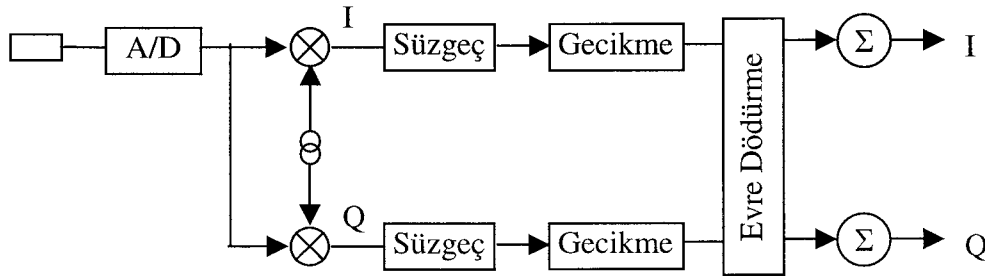 I
A/D
Süzgeç
Gecikme
Σ
I
Evre Dödürme
Q
Süzgeç
Gecikme
Σ
Q